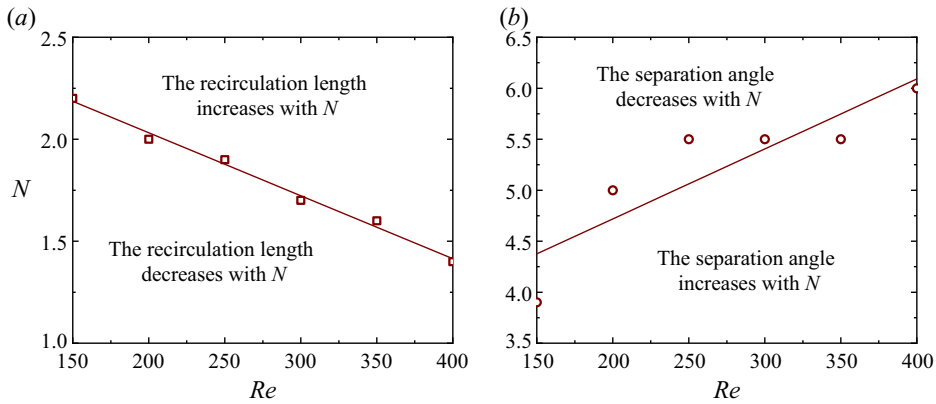 (a)
2.5
2.0
1.5
1.0
N
The recirculation length
increases with N
The recirculation length
decreases with N
150 200 250 300 350 400
Re
(b)
6.5
6.0
5.5
5.0
4.5
4.0
3.5
The separation angle
decreases with N
The separation angle
increases with N
150 200 250 300 350 400
Re